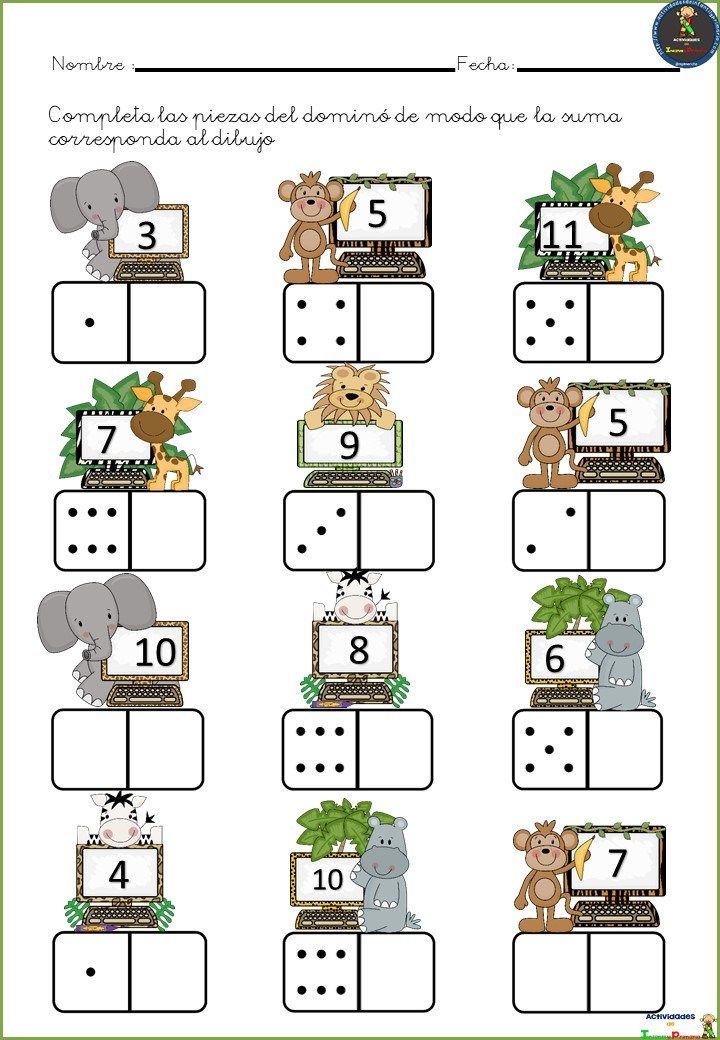 Nombre : Fecha:
Completa las piezas del dominó de modo que la suma
corresponda al dibujo
3 5 11
7 9 5
10 8 6
4 10 7
Actividades
de
Infantil y Primaria